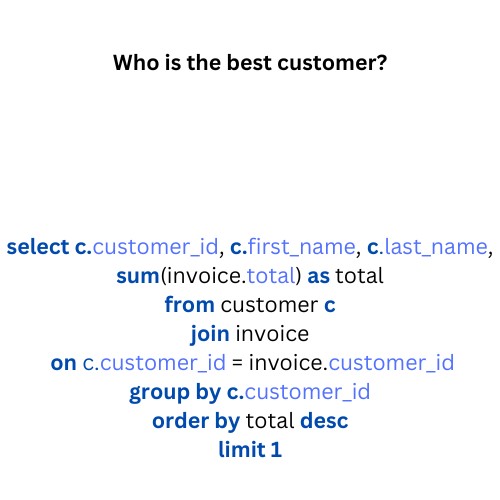 Who is the best customer?
select c.customer_id, c.first_name, c.last_name,
sum(invoice.total) as total
from customer c
join invoice
on c.customer_id = invoice.customer_id
group by c.customer_id
order by total desc
limit 1